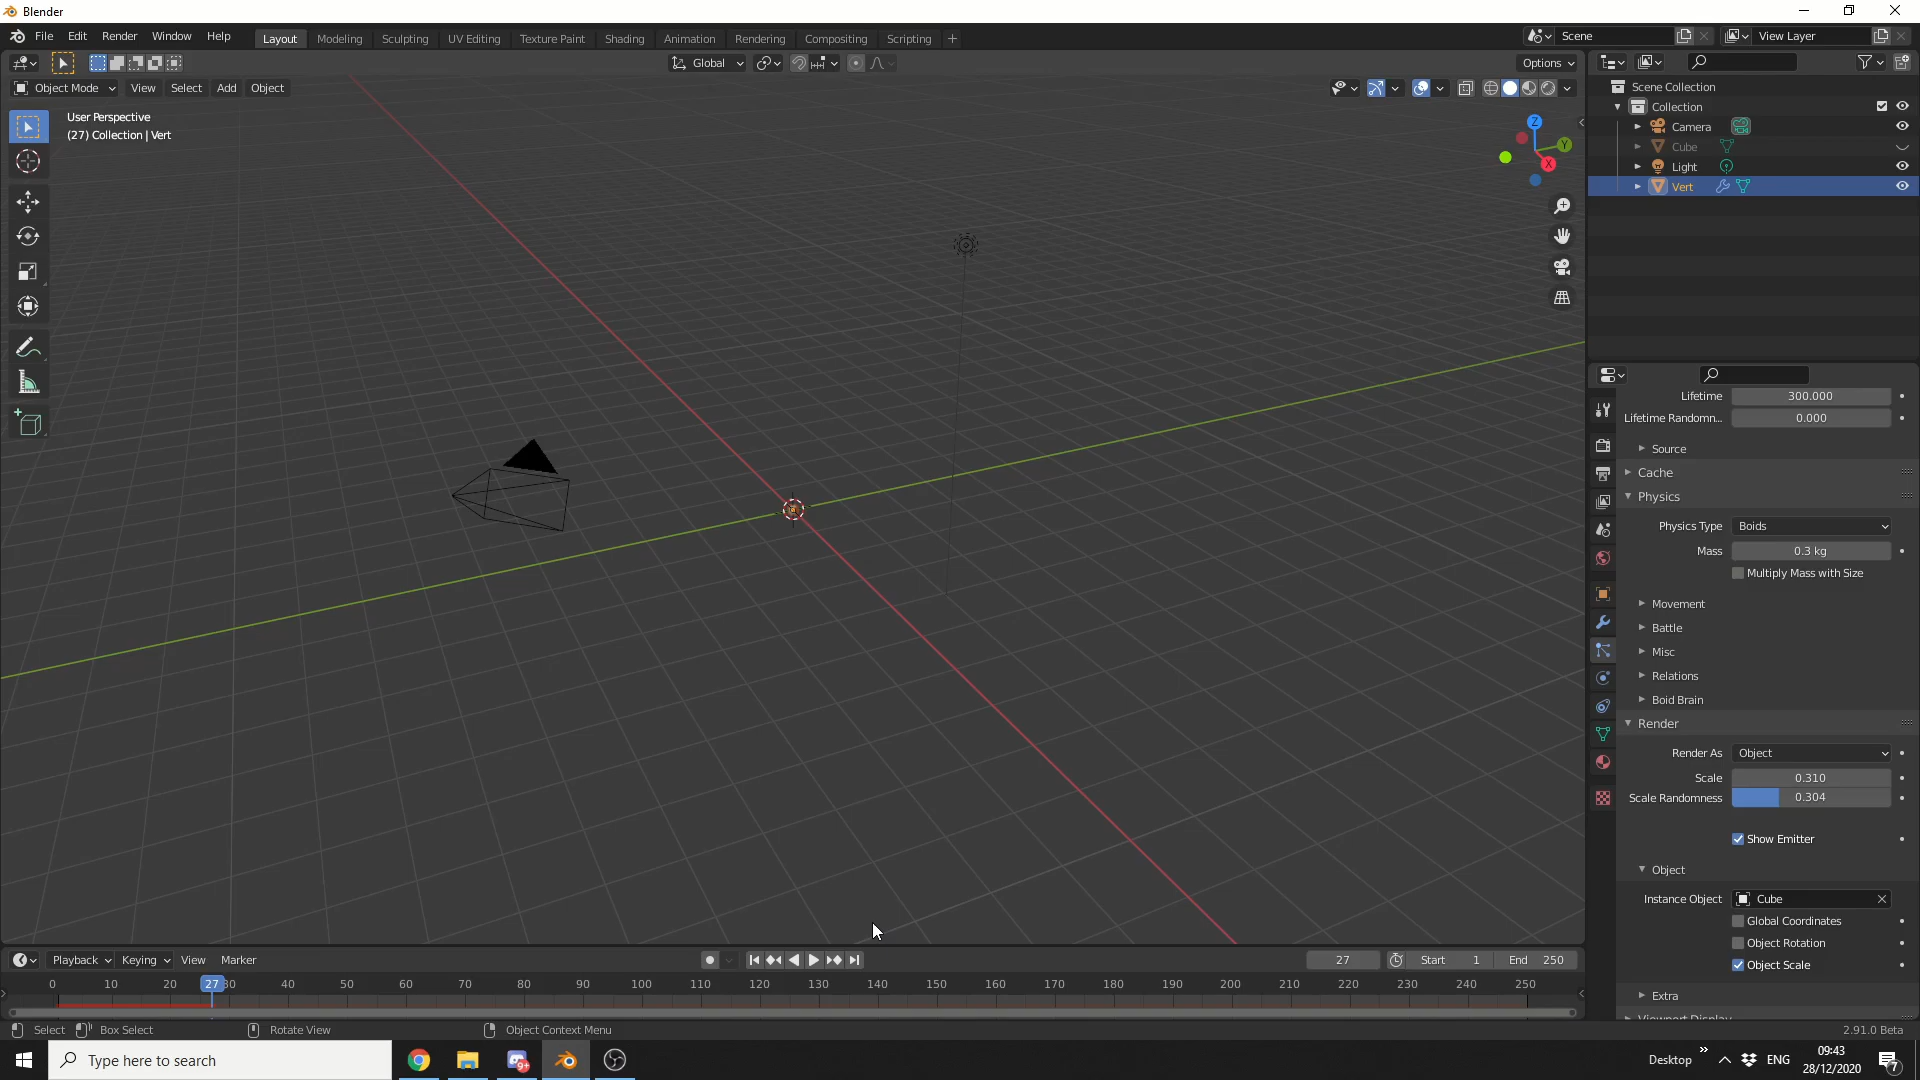 Blender
File Edit Render Window Help
Layout Modeling Sculpting UV Editing Texture Paint Shading Animation Rendering Compositing Scripting +
Scene
View Layer
Global
Options
Object Mode View Select Add Object
User Perspective
(27) Collection | Vert
Z
Y
X
Scene Collection
Collection
Camera
Cube
Light
Vert
Lifetime 300.000
Lifetime Randomn... 0.000
Source
Cache
Physics
Physics Type Boids
Mass 0.3 kg
Multiply Mass with Size
Movement
Battle
Misc
Relations
Boid Brain
Render
Render As Object
Scale 0.310
Scale Randomness 0.304
Show Emitter
Object
Instance Object Cube
Global Coordinates
Object Rotation
Object Scale
Extra
Viewport Display
Playback Keying View Marker
27 Start 1 End 250
0 10 20 27 30 40 50 60 70 80 90 100 110 120 130 140 150 160 170 180 190 200 210 220 230 240 250
Select Box Select Rotate View Object Context Menu 2.91.0 Beta
Type here to search
Desktop » ENG
09:43
28/12/2020
7